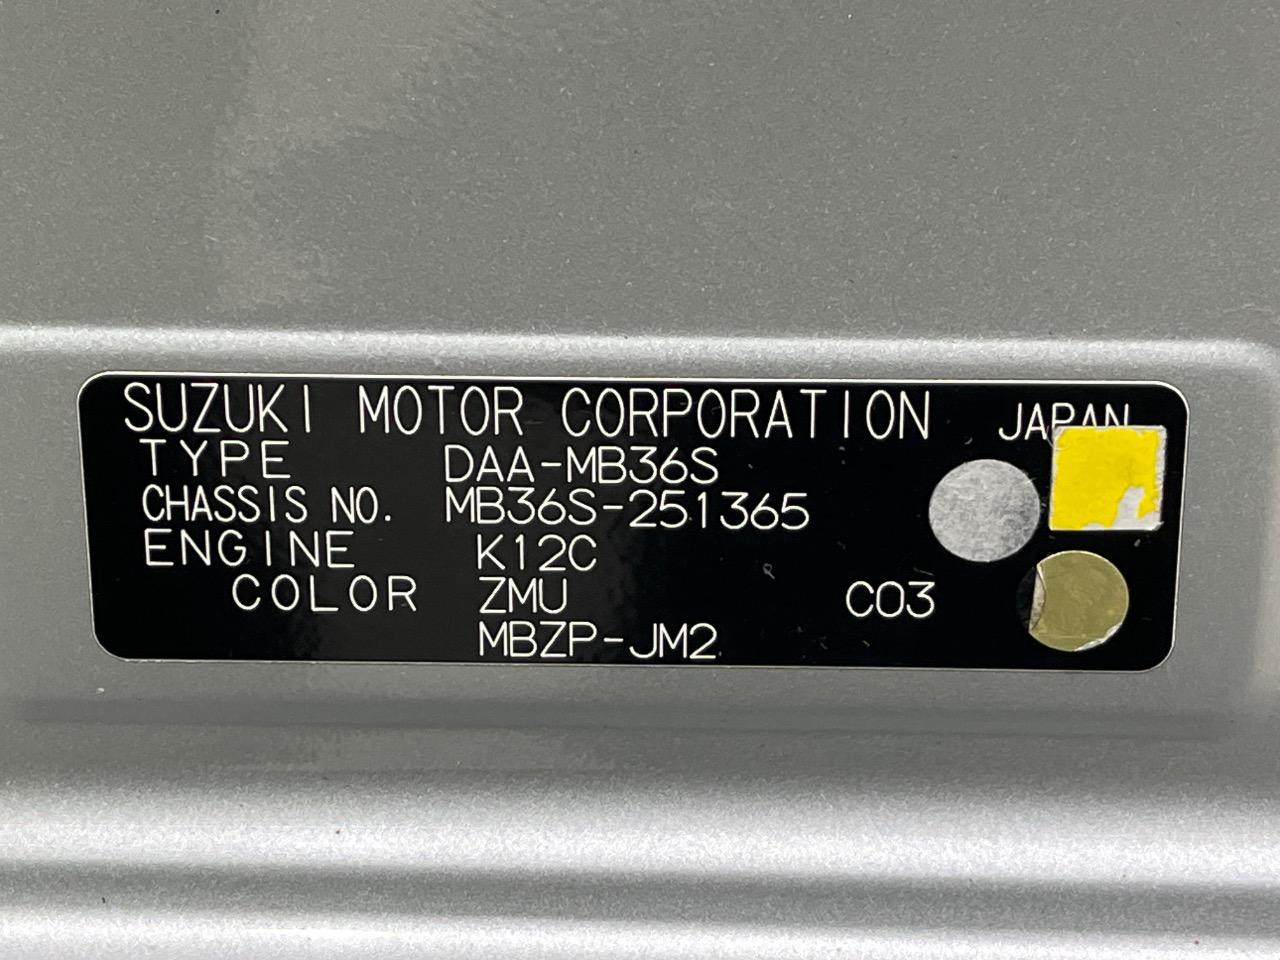 SUZUKI MOTOR CORPORATION JAPAN
TYPE DAA-MB36S
CHASSIS NO. MB36S-251365
ENGINE K12C
COLOR ZMU C03
MBZP-JM2